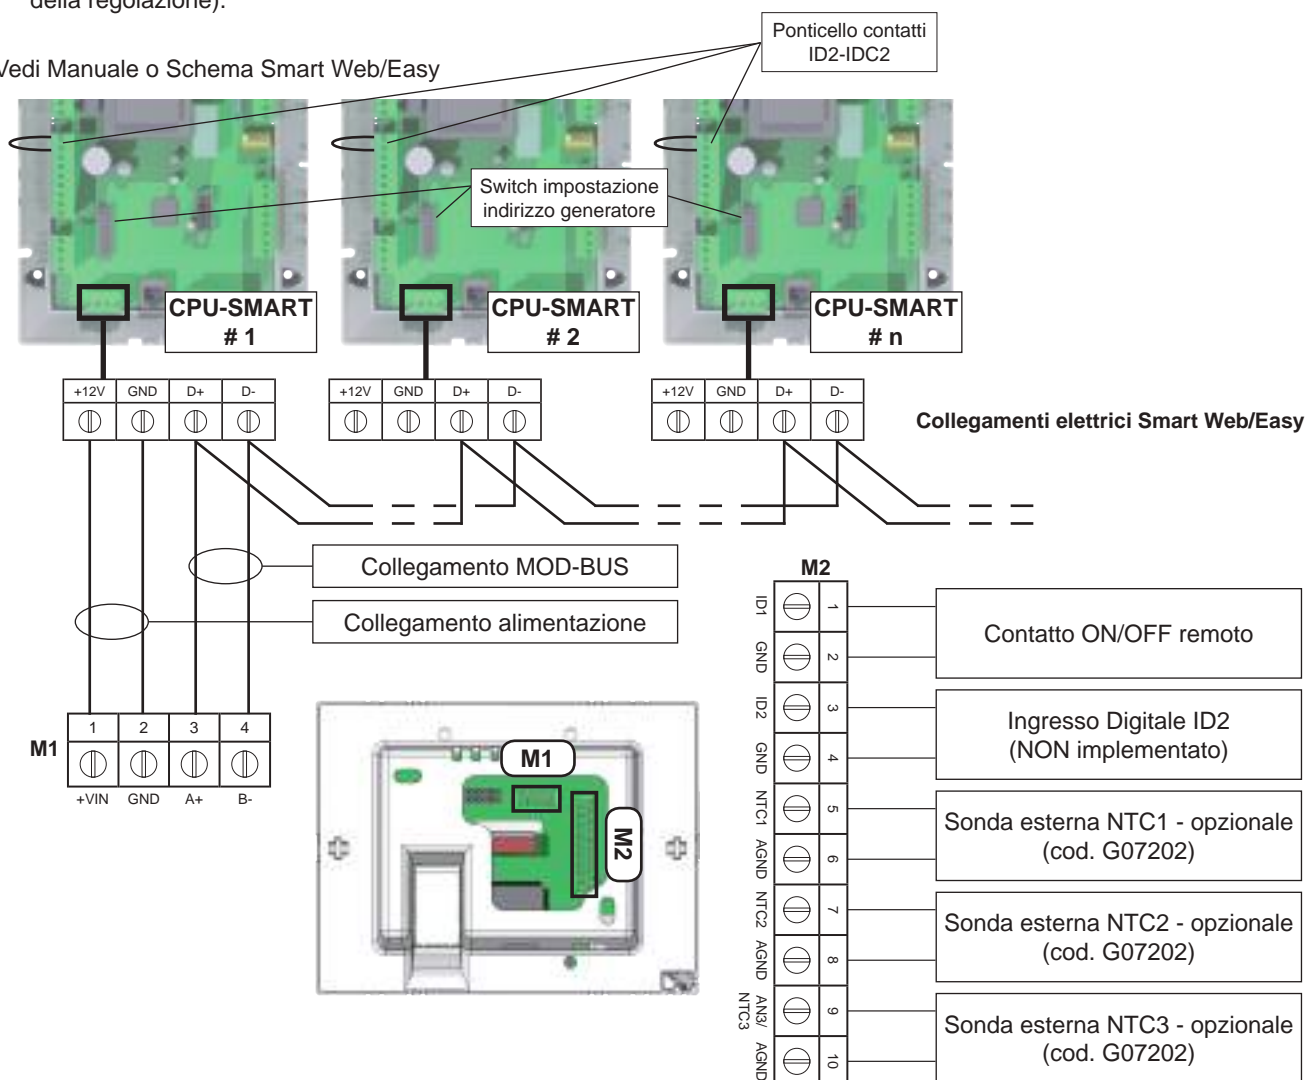 della regolazione).
Ponticello contatti
ID2-IDC2
Vedi Manuale o Schema Smart Web/Easy
Switch impostazione
indirizzo generatore
CPU-SMART
# 1
CPU-SMART
# 2
CPU-SMART
# n
+12V GND D+ D-
+12V GND D+ D-
+12V GND D+ D-
Collegamenti elettrici Smart Web/Easy
Collegamento MOD-BUS
Collegamento alimentazione
M1
1 2 3 4
+VIN GND A+ B-
M1
M2
M2
ID1 1
GND 2
Contatto ON/OFF remoto
ID2 3
GND 4
Ingresso Digitale ID2
(NON implementato)
NTC1 5
AGND 6
Sonda esterna NTC1 - opzionale
(cod. G07202)
NTC2 7
AGND 8
Sonda esterna NTC2 - opzionale
(cod. G07202)
AN3/
NTC3 9
AGND 10
Sonda esterna NTC3 - opzionale
(cod. G07202)